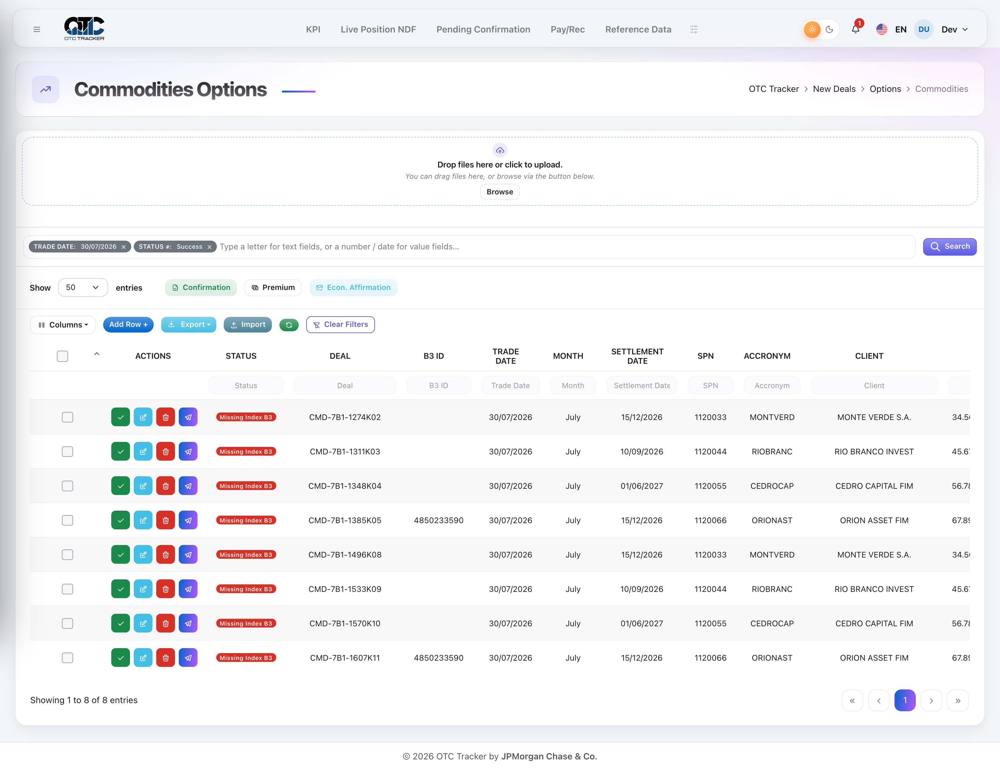 OTC
OTC TRACKER
KPI Live Position NDF Pending Confirmation Pay/Rec Reference Data
1
EN DU Dev
Commodities Options
OTC Tracker > New Deals > Options > Commodities
Drop files here or click to upload.
You can drag files here, or browse via the button below.
Browse
TRADE DATE: 30/07/2026 × STATUS ≠: Success × Type a letter for text fields, or a number / date for value fields...
Search
Show 50 entries Confirmation Premium Econ. Affirmation
Columns Add Row + Export Import Clear Filters
ACTIONS STATUS DEAL B3 ID TRADE DATE MONTH SETTLEMENT DATE SPN ACCRONYM CLIENT
Status Deal B3 ID Trade Date Month Settlement Date SPN Accronym Client
Missing Index B3 CMD-7B1-1274K02 30/07/2026 July 15/12/2026 1120033 MONTVERD MONTE VERDE S.A. 34.5
Missing Index B3 CMD-7B1-1311K03 30/07/2026 July 10/09/2026 1120044 RIOBRANC RIO BRANCO INVEST 45.67
Missing Index B3 CMD-7B1-1348K04 30/07/2026 July 01/06/2027 1120055 CEDROCAP CEDRO CAPITAL FIM 56.78
Missing Index B3 CMD-7B1-1385K05 4850233590 30/07/2026 July 15/12/2026 1120066 ORIONAST ORION ASSET FIM 67.89
Missing Index B3 CMD-7B1-1496K08 30/07/2026 July 15/12/2026 1120033 MONTVERD MONTE VERDE S.A. 34.5
Missing Index B3 CMD-7B1-1533K09 30/07/2026 July 10/09/2026 1120044 RIOBRANC RIO BRANCO INVEST 45.67
Missing Index B3 CMD-7B1-1570K10 30/07/2026 July 01/06/2027 1120055 CEDROCAP CEDRO CAPITAL FIM 56.78
Missing Index B3 CMD-7B1-1607K11 4850233590 30/07/2026 July 15/12/2026 1120066 ORIONAST ORION ASSET FIM 67.89
Showing 1 to 8 of 8 entries
« ‹ 1 › »
© 2026 OTC Tracker by JPMorgan Chase & Co.